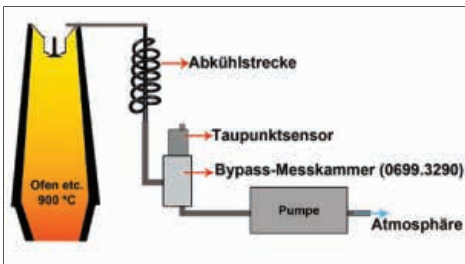 Abkühlstrecke
Taupunktsensor
Bypass-Messkammer (0699.3290)
Ofen etc.
900 °C
Pumpe
Atmosphäre